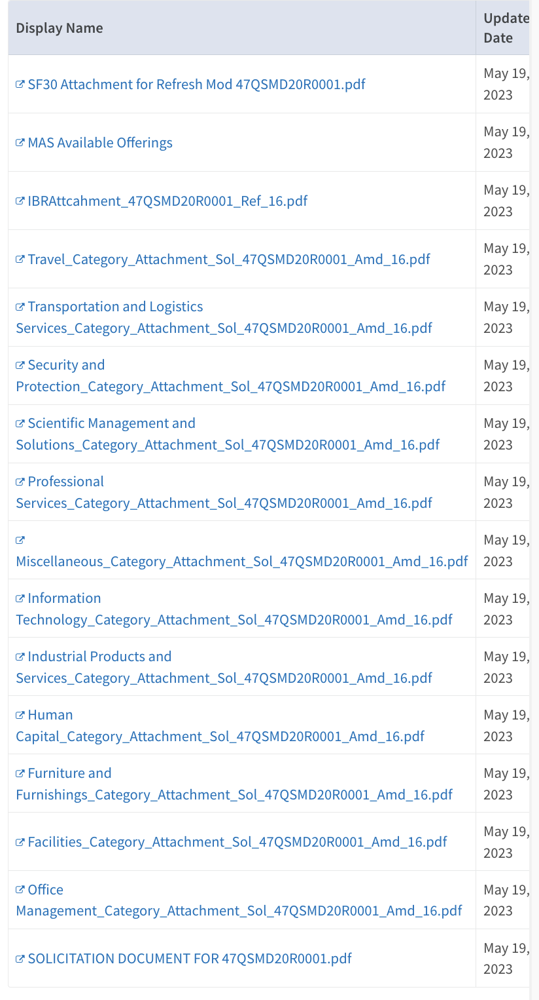 Display Name
Update
Date
SF30 Attachment for Refresh Mod 47QSMD20R0001.pdf
May 19,
2023
MAS Available Offerings
May 19,
2023
IBRAttcahment_47QSMD20R0001_Ref_16.pdf
May 19,
2023
Travel_Category_Attachment_Sol_47QSMD20R0001_Amd_16.pdf
May 19,
2023
Transportation and Logistics
Services_Category_Attachment_Sol_47QSMD20R0001_Amd_16.pdf
May 19,
2023
Security and
Protection_Category_Attachment_Sol_47QSMD20R0001_Amd_16.pdf
May 19,
2023
Scientific Management and
Solutions_Category_Attachment_Sol_47QSMD20R0001_Amd_16.pdf
May 19,
2023
Professional
Services_Category_Attachment_Sol_47QSMD20R0001_Amd_16.pdf
May 19,
2023
Miscellaneous_Category_Attachment_Sol_47QSMD20R0001_Amd_16.pdf
May 19,
2023
Information
Technology_Category_Attachment_Sol_47QSMD20R0001_Amd_16.pdf
May 19,
2023
Industrial Products and
Services_Category_Attachment_Sol_47QSMD20R0001_Amd_16.pdf
May 19,
2023
Human
Capital_Category_Attachment_Sol_47QSMD20R0001_Amd_16.pdf
May 19,
2023
Furniture and
Furnishings_Category_Attachment_Sol_47QSMD20R0001_Amd_16.pdf
May 19,
2023
Facilities_Category_Attachment_Sol_47QSMD20R0001_Amd_16.pdf
May 19,
2023
Office
Management_Category_Attachment_Sol_47QSMD20R0001_Amd_16.pdf
May 19,
2023
SOLICITATION DOCUMENT FOR 47QSMD20R0001.pdf
May 19,
2023